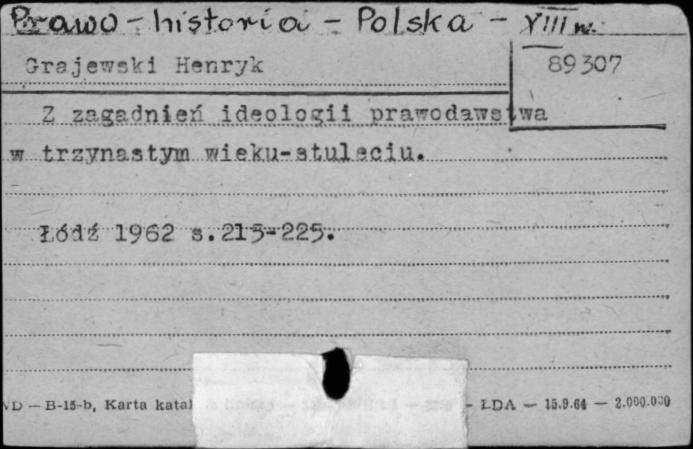 Prawo - historia - Polska - XIII w.
Grajewski Henryk
89307
Z zagadnień ideologii prawodawstwa
w trzynastym wieku-stuleciu.
Łódź 1962 s.215-225.
VD — B-15-b, Karta katal
- ŁDA — 15.9.64 — 2.000.000